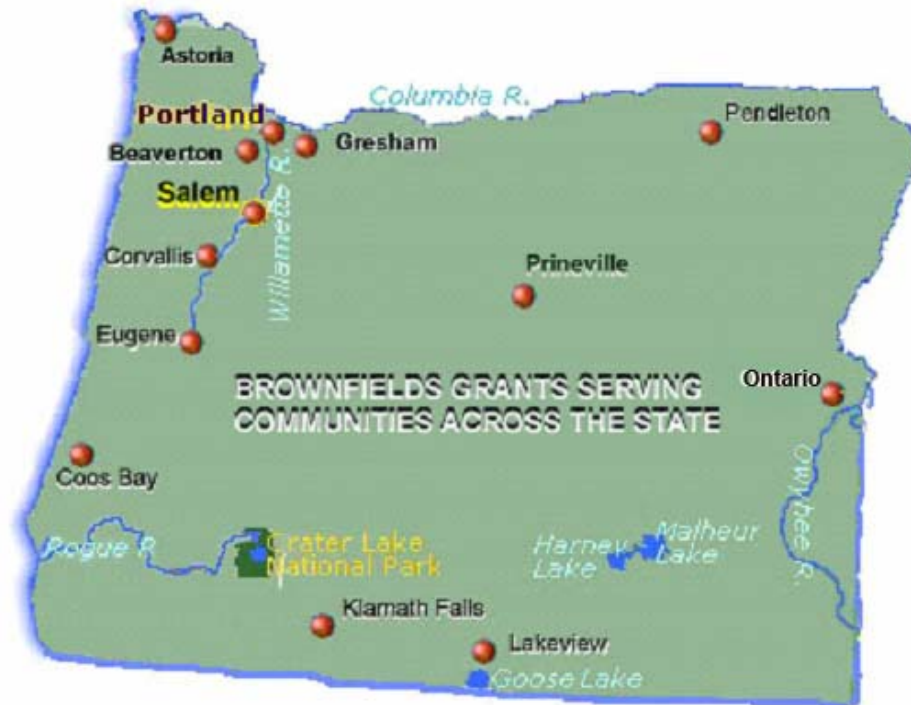 Astoria
Columbia R.
Portland
Pendleton
Beaverton
Gresham
Salem
Willamette R.
Corvallis
Prineville
Eugene
BROWNFIELDS GRANTS SERVING
COMMUNITIES ACROSS THE STATE
Ontario
Coos Bay
Owyhee R.
Rogue R
Crater Lake
National Park
Harney
Lake
Malheur
Lake
Klamath Falls
Lakeview
Goose Lake